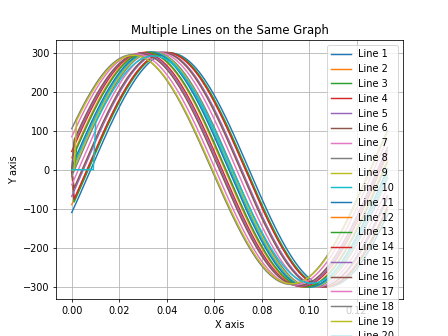 Multiple Lines on the Same Graph
300
200
100
0
−100
−200
−300
Y axis
0.00
0.02
0.04
0.06
0.08
0.10
X axis
Line 1
Line 2
Line 3
Line 4
Line 5
Line 6
Line 7
Line 8
Line 9
Line 10
Line 11
Line 12
Line 13
Line 14
Line 15
Line 16
Line 17
Line 18
Line 19
Line 20